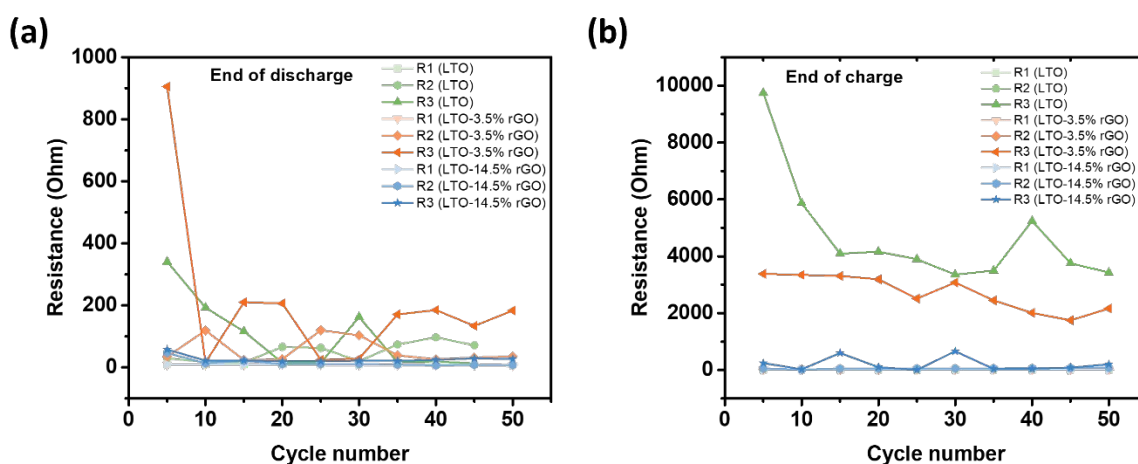 (a)
End of discharge
R1 (LTO)
R2 (LTO)
R3 (LTO)
R1 (LTO-3.5% rGO)
R2 (LTO-3.5% rGO)
R3 (LTO-3.5% rGO)
R1 (LTO-14.5% rGO)
R2 (LTO-14.5% rGO)
R3 (LTO-14.5% rGO)
Resistance (Ohm)
1000
800
600
400
200
0
0 10 20 30 40 50
Cycle number
(b)
End of charge
R1 (LTO)
R2 (LTO)
R3 (LTO)
R1 (LTO-3.5% rGO)
R2 (LTO-3.5% rGO)
R3 (LTO-3.5% rGO)
R1 (LTO-14.5% rGO)
R2 (LTO-14.5% rGO)
R3 (LTO-14.5% rGO)
Resistance (Ohm)
10000
8000
6000
4000
2000
0
0 10 20 30 40 50
Cycle number